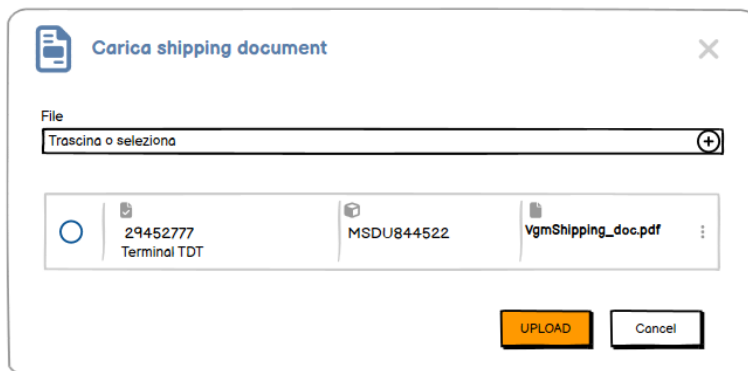 Carica shipping document
File
Trascina o seleziona
29452777
Terminal TDT
MSDU844522
VgmShipping_doc.pdf
UPLOAD
Cancel